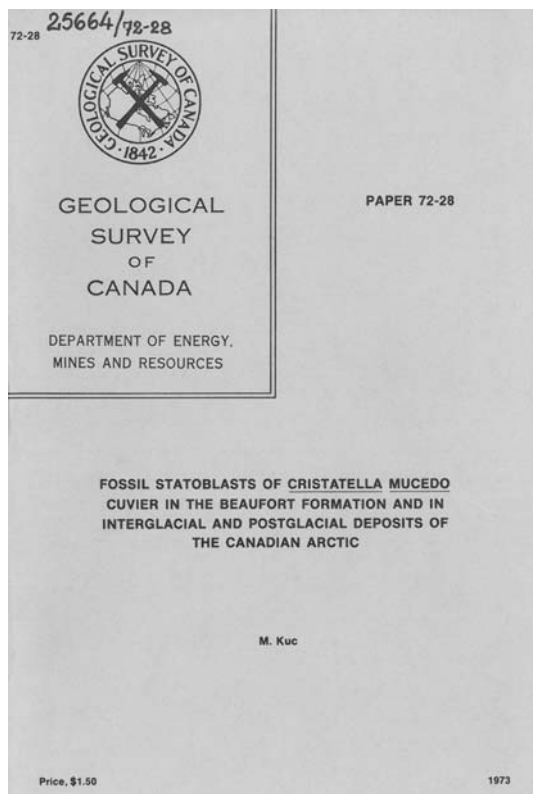 25664/72-28
72-28
GEOLOGICAL SURVEY OF CANADA
· 1842 ·
GEOLOGICAL
SURVEY
OF
CANADA
DEPARTMENT OF ENERGY,
MINES AND RESOURCES
PAPER 72-28
FOSSIL STATOBLASTS OF CRISTATELLA MUCEDO
CUVIER IN THE BEAUFORT FORMATION AND IN
INTERGLACIAL AND POSTGLACIAL DEPOSITS OF
THE CANADIAN ARCTIC
M. Kuc
Price, $1.50
1973